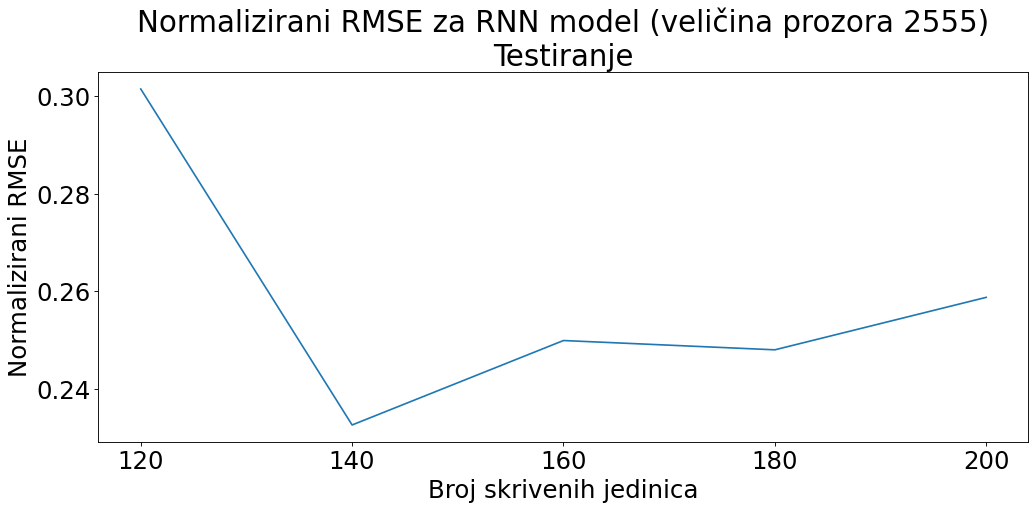 Normalizirani RMSE za RNN model (veličina prozora 2555)
Testiranje
Normalizirani RMSE
0.30
0.28
0.26
0.24
120 140 160 180 200
Broj skrivenih jedinica